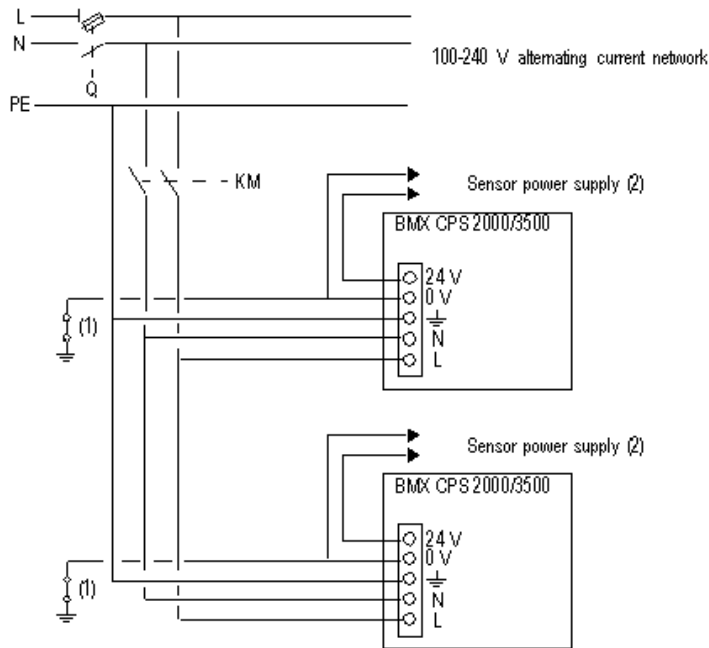 L
N
100-240 V alternating current network
Q
PE
KM
Sensor power supply (2)
BMX CPS 2000/3500
24 V
0 V
(1)
N
L
Sensor power supply (2)
BMX CPS 2000/3500
24 V
0 V
(1)
N
L